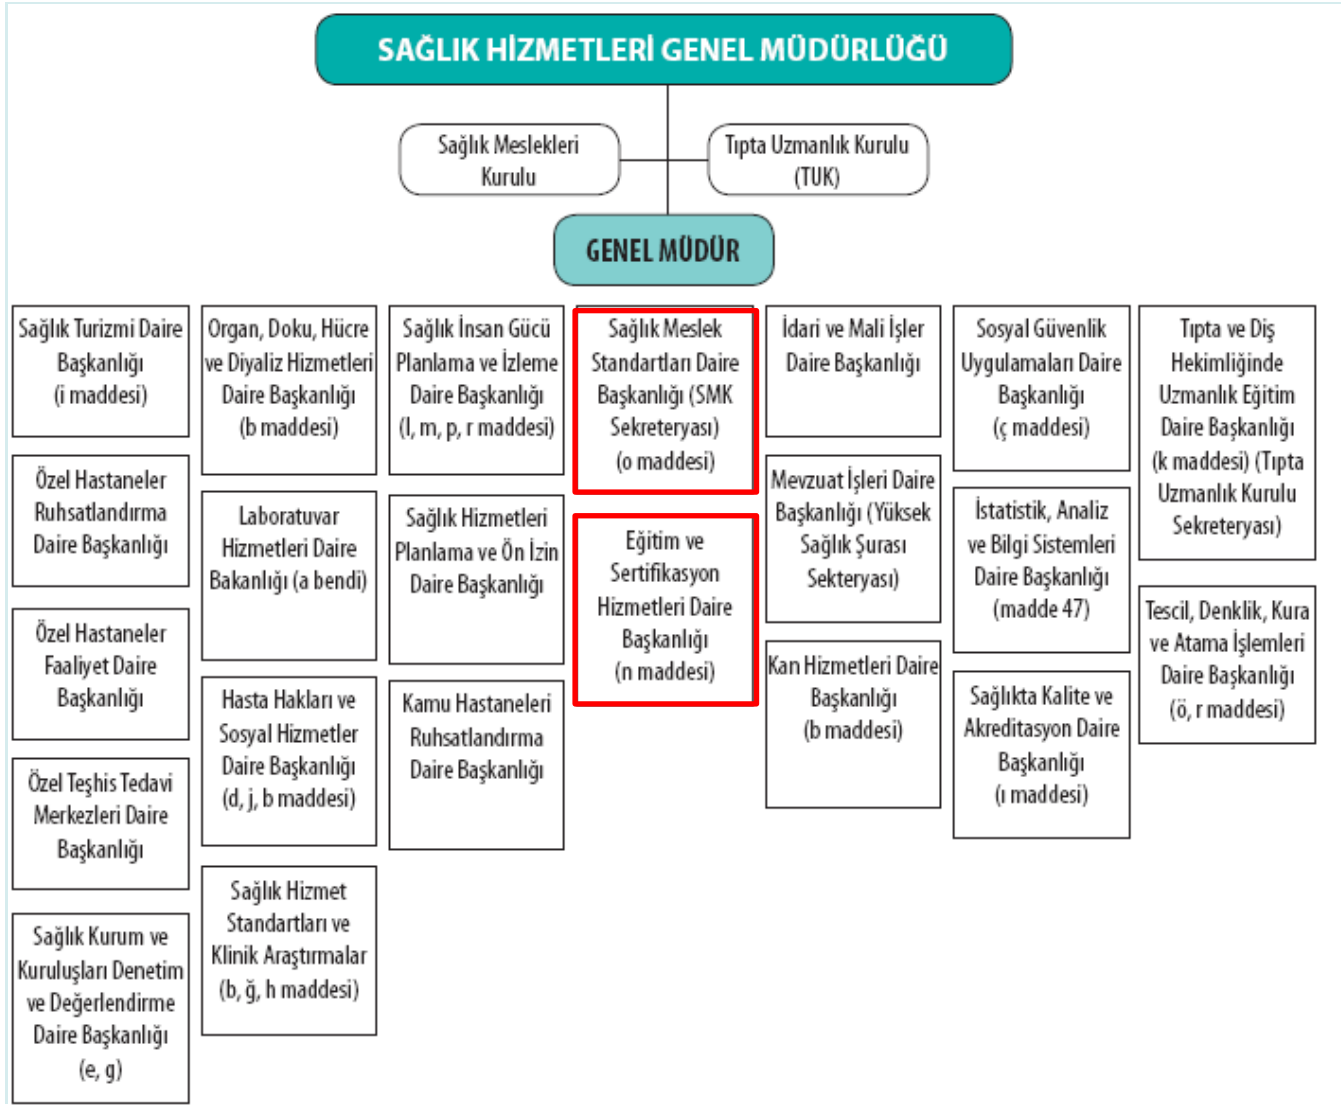 SAĞLIK HİZMETLERİ GENEL MÜDÜRLÜĞÜ
Sağlık Meslekleri
Kurulu
Tıpta Uzmanlık Kurulu
(TUK)
GENEL MÜDÜR
Sağlık Turizmi Daire
Başkanlığı
(i maddesi)
Özel Hastaneler
Ruhsatlandırma
Daire Başkanlığı
Özel Hastaneler
Faaliyet Daire
Başkanlığı
Özel Teşhis Tedavi
Merkezleri Daire
Başkanlığı
Sağlık Kurum ve
Kuruluşları Denetim
ve Değerlendirme
Daire Başkanlığı
(e, g)
Organ, Doku, Hücre
ve Diyaliz Hizmetleri
Daire Başkanlığı
(b maddesi)
Laboratuvar
Hizmetleri Daire
Bakanlığı (a bendi)
Hasta Hakları ve
Sosyal Hizmetler
Daire Başkanlığı
(d, j, b maddesi)
Sağlık Hizmet
Standartları ve
Klinik Araştırmalar
(b, ğ, h maddesi)
Sağlık İnsan Gücü
Planlama ve İzleme
Daire Başkanlığı
(l, m, p, r maddesi)
Sağlık Hizmetleri
Planlama ve Ön İzin
Daire Başkanlığı
Kamu Hastaneleri
Ruhsatlandırma
Daire Başkanlığı
Sağlık Meslek
Standartları Daire
Başkanlığı (SMK
Sekreteryası)
(o maddesi)
Eğitim ve
Sertifikasyon
Hizmetleri Daire
Başkanlığı
(n maddesi)
İdari ve Mali İşler
Daire Başkanlığı
Mevzuat İşleri Daire
Başkanlığı (Yüksek
Sağlık Şurası
Sekteryası)
Kan Hizmetleri Daire
Başkanlığı
(b maddesi)
Sosyal Güvenlik
Uygulamaları Daire
Başkanlığı
(ç maddesi)
İstatistik, Analiz
ve Bilgi Sistemleri
Daire Başkanlığı
(madde 47)
Sağlıkta Kalite ve
Akreditasyon Daire
Başkanlığı
(ı maddesi)
Tıpta ve Diş
Hekimliğinde
Uzmanlık Eğitim
Daire Başkanlığı
(k maddesi) (Tıpta
Uzmanlık Kurulu
Sekreteryası)
Tescil, Denklik, Kura
ve Atama İşlemleri
Daire Başkanlığı
(ö, r maddesi)